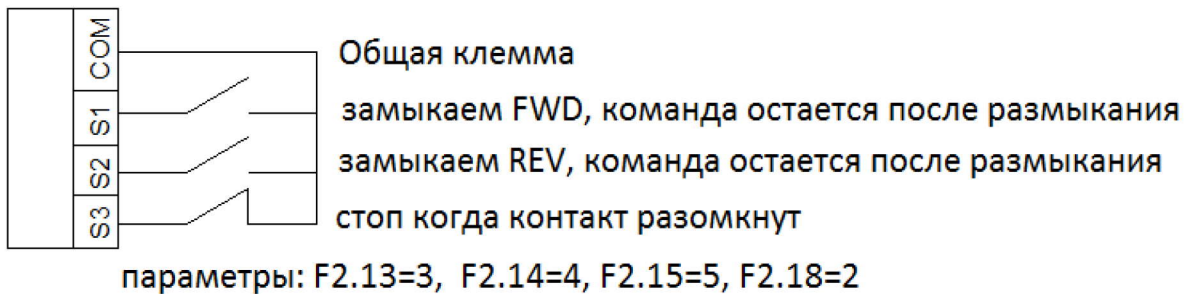 COM
Общая клемма
S1
замыкаем FWD, команда остается после размыкания
S2
замыкаем REV, команда остается после размыкания
S3
стоп когда контакт разомкнут
параметры: F2.13=3, F2.14=4, F2.15=5, F2.18=2